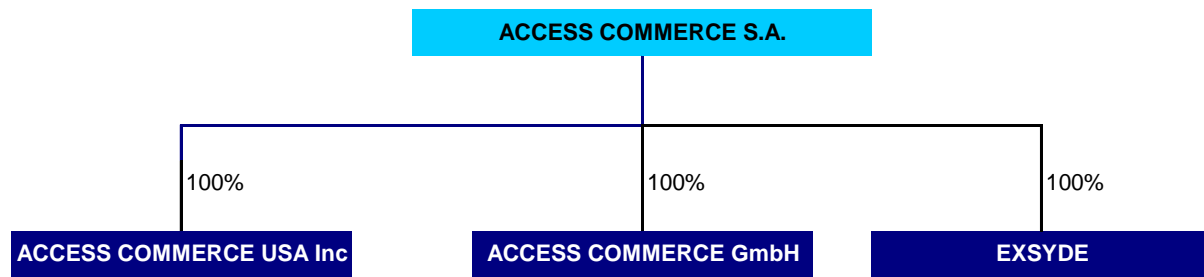 ACCESS COMMERCE S.A.
100%
100%
100%
ACCESS COMMERCE USA Inc
ACCESS COMMERCE GmbH
EXSYDE